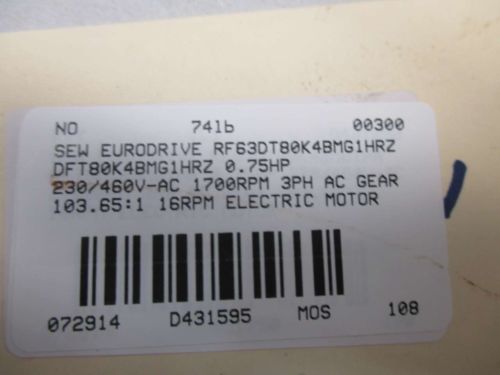 NO 74lb 00300
SEW EURODRIVE RF63DT80K4BMG1HRZ
DFT80K4BMG1HRZ 0.75HP
230/460V-AC 1700RPM 3PH AC GEAR
103.65:1 16RPM ELECTRIC MOTOR
072914 D431595 MOS 108